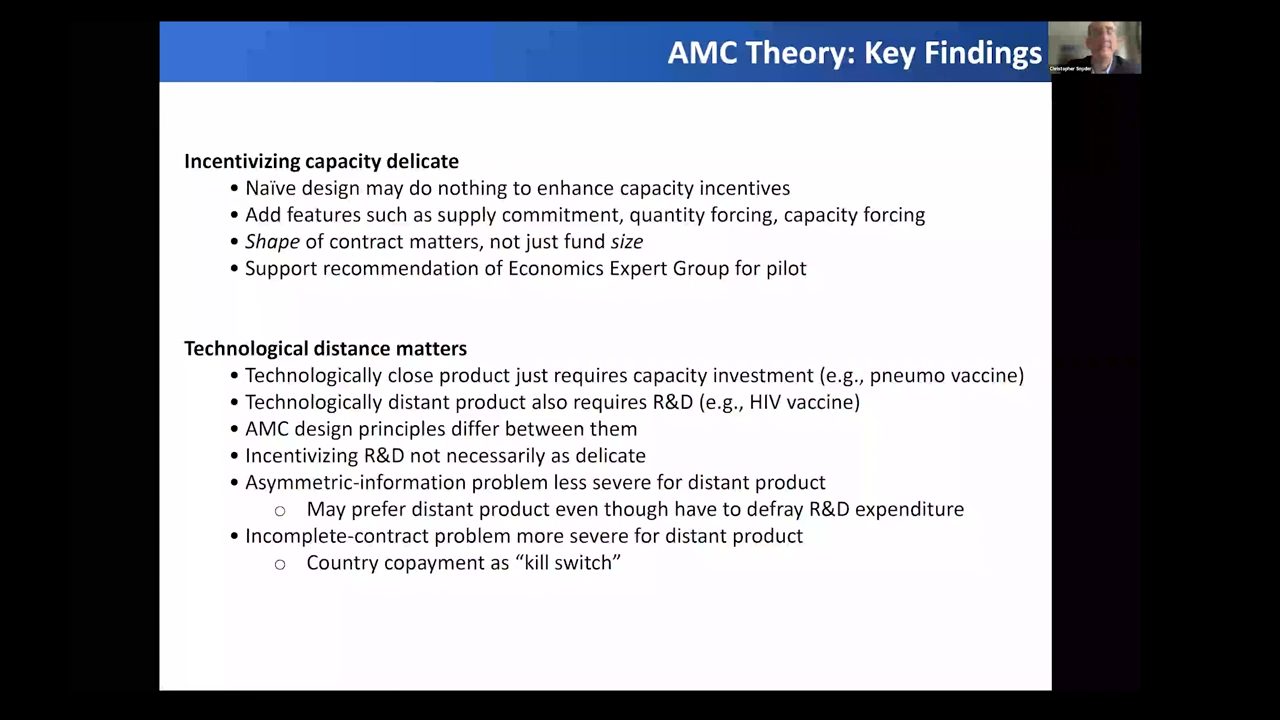 AMC Theory: Key Findings
Christopher Snyder
Incentivizing capacity delicate
• Naïve design may do nothing to enhance capacity incentives
• Add features such as supply commitment, quantity forcing, capacity forcing
• Shape of contract matters, not just fund size
• Support recommendation of Economics Expert Group for pilot
Technological distance matters
• Technologically close product just requires capacity investment (e.g., pneumo vaccine)
• Technologically distant product also requires R&D (e.g., HIV vaccine)
• AMC design principles differ between them
• Incentivizing R&D not necessarily as delicate
• Asymmetric-information problem less severe for distant product
○ May prefer distant product even though have to defray R&D expenditure
• Incomplete-contract problem more severe for distant product
○ Country copayment as “kill switch”